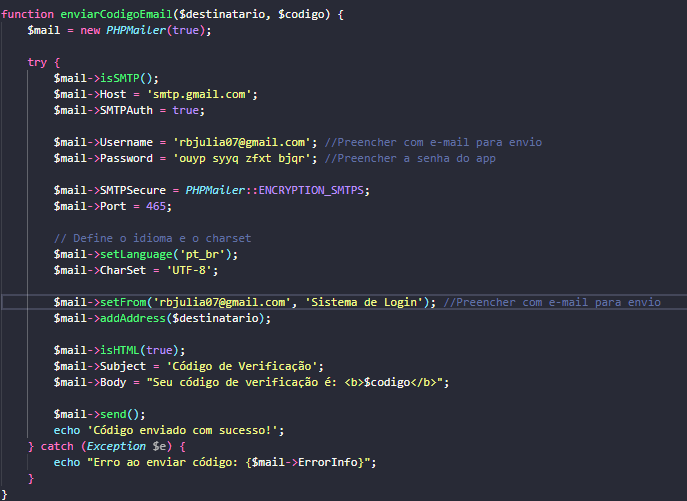 function enviarCodigoEmail($destinatario, $codigo) {
    $mail = new PHPMailer(true);

    try {
        $mail->isSMTP();
        $mail->Host = 'smtp.gmail.com';
        $mail->SMTPAuth = true;

        $mail->Username = 'rbjulia07@gmail.com'; //Preencher com e-mail para envio
        $mail->Password = 'ouyp syyq zfxt bjqr'; //Preencher a senha do app

        $mail->SMTPSecure = PHPMailer::ENCRYPTION_SMTPS;
        $mail->Port = 465;

        // Define o idioma e o charset
        $mail->setLanguage('pt_br');
        $mail->CharSet = 'UTF-8';

        $mail->setFrom('rbjulia07@gmail.com', 'Sistema de Login'); //Preencher com e-mail para envio
        $mail->addAddress($destinatario);

        $mail->isHTML(true);
        $mail->Subject = 'Código de Verificação';
        $mail->Body = "Seu código de verificação é: <b>$codigo</b>";

        $mail->send();
        echo 'Código enviado com sucesso!';
    } catch (Exception $e) {
        echo "Erro ao enviar código: {$mail->ErrorInfo}";
    }
}